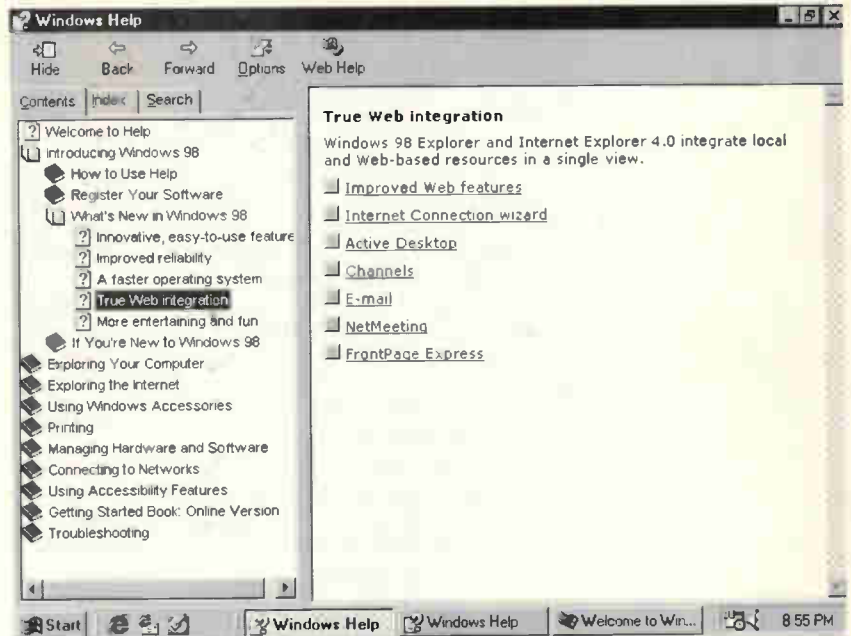 Windows Help
Hide Back Forward Options Web Help
Contents Index Search
Welcome to Help
Introducing Windows 98
How to Use Help
Register Your Software
What's New in Windows 98
Innovative, easy-to-use feature
Improved reliability
A faster operating system
True Web integration
More entertaining and fun
If You're New to Windows 98
Exploring Your Computer
Exploring the Internet
Using Windows Accessories
Printing
Managing Hardware and Software
Connecting to Networks
Using Accessibility Features
Getting Started Book: Online Version
Troubleshooting
True Web integration
Windows 98 Explorer and Internet Explorer 4.0 integrate local
and Web-based resources in a single view.
Improved Web features
Internet Connection wizard
Active Desktop
Channels
E-mail
NetMeeting
FrontPage Express
Start Windows Help Windows Help Welcome to Win... 8:55 PM